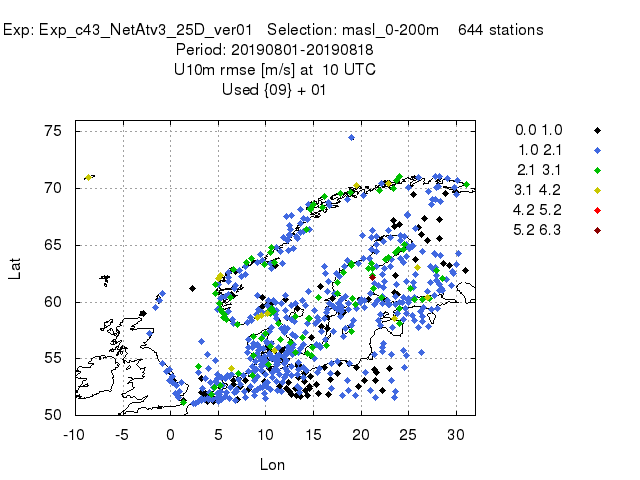 Exp: Exp_c43_NetAtv3_25D_ver01 Selection: masl_0-200m 644 stations
Period: 20190801-20190818
U10m rmse [m/s] at 10 UTC
Used {09} + 01
75
70
65
60
55
50
-10 -5 0 5 10 15 20 25 30
Lat
Lon
0.0 1.0
1.0 2.1
2.1 3.1
3.1 4.2
4.2 5.2
5.2 6.3